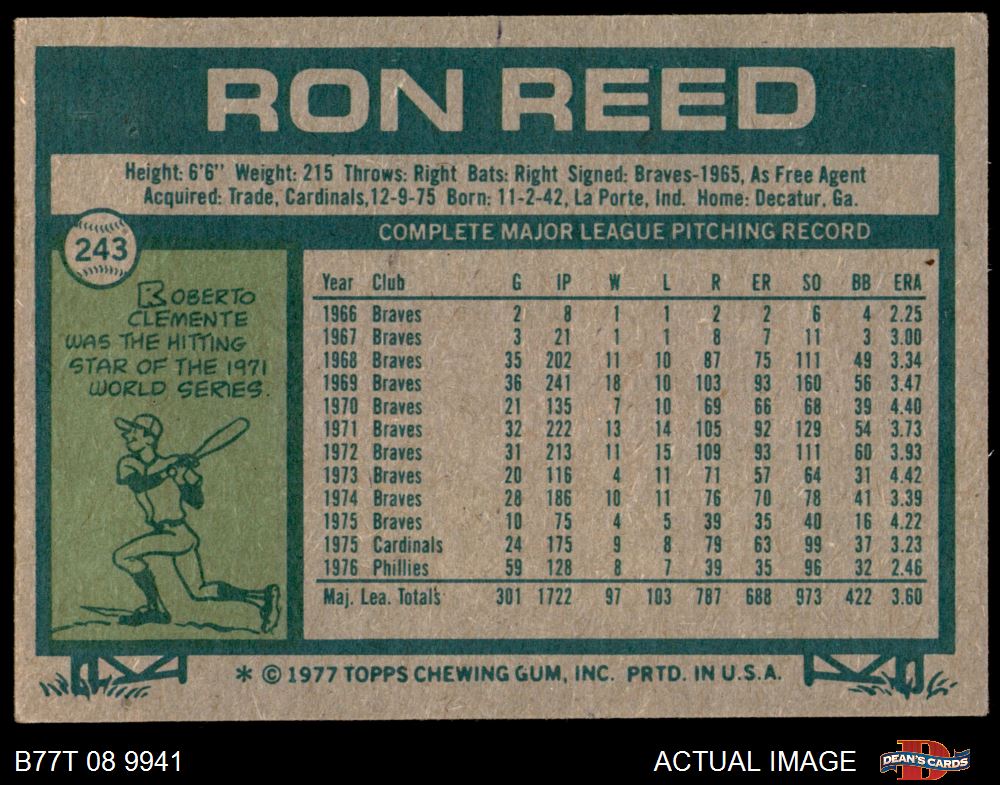 RON REED
Height: 6'6" Weight: 215 Throws: Right Bats: Right Signed: Braves-1965, As Free Agent
Acquired: Trade, Cardinals,12-9-75 Born: 11-2-42, La Porte, Ind. Home: Decatur, Ga.
243
ROBERTO
CLEMENTE
WAS THE HITTING
STAR OF THE 1971
WORLD SERIES.
COMPLETE MAJOR LEAGUE PITCHING RECORD
Year Club G IP W L R ER SO BB ERA
1966 Braves 2 8 1 1 2 2 6 4 2.25
1967 Braves 3 21 1 1 8 7 11 3 3.00
1968 Braves 35 202 11 10 87 75 111 49 3.34
1969 Braves 36 241 18 10 103 93 160 56 3.47
1970 Braves 21 135 7 10 69 66 68 39 4.40
1971 Braves 32 222 13 14 105 92 129 54 3.73
1972 Braves 31 213 11 15 109 93 111 60 3.93
1973 Braves 20 116 4 11 71 57 64 31 4.42
1974 Braves 28 186 10 11 76 70 78 41 3.39
1975 Braves 10 75 4 5 39 35 40 16 4.22
1975 Cardinals 24 175 9 8 79 63 99 37 3.23
1976 Phillies 59 128 8 7 39 35 96 32 2.46
Maj. Lea. Totals 301 1722 97 103 787 688 973 422 3.60
* © 1977 TOPPS CHEWING GUM, INC. PRTD. IN U.S.A.
B77T 08 9941
ACTUAL IMAGE
D
DEAN'S CARDS